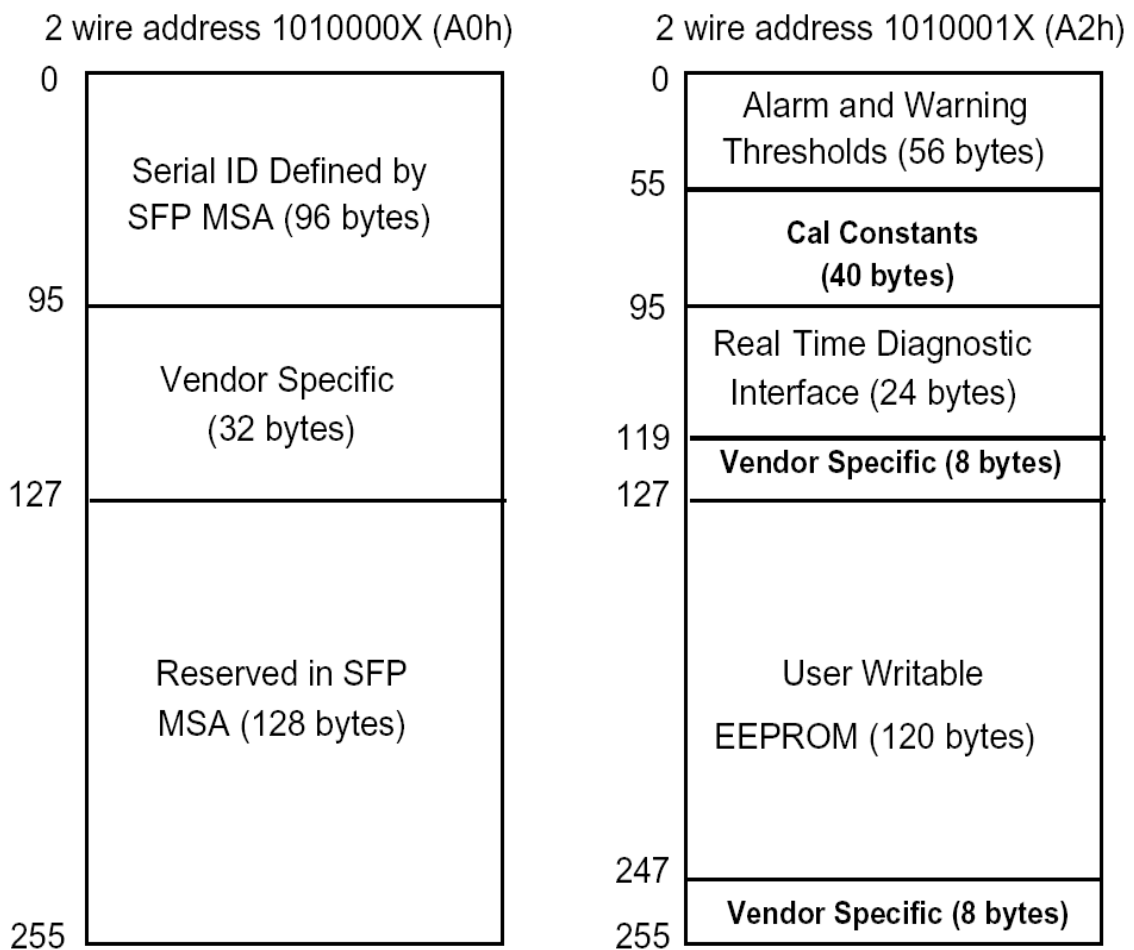 2 wire address 1010000X (A0h)
0
Serial ID Defined by
SFP MSA (96 bytes)
95
Vendor Specific
(32 bytes)
127
Reserved in SFP
MSA (128 bytes)
255
2 wire address 1010001X (A2h)
0
Alarm and Warning
Thresholds (56 bytes)
55
Cal Constants
(40 bytes)
95
Real Time Diagnostic
Interface (24 bytes)
119
Vendor Specific (8 bytes)
127
User Writable
EEPROM (120 bytes)
247
Vendor Specific (8 bytes)
255